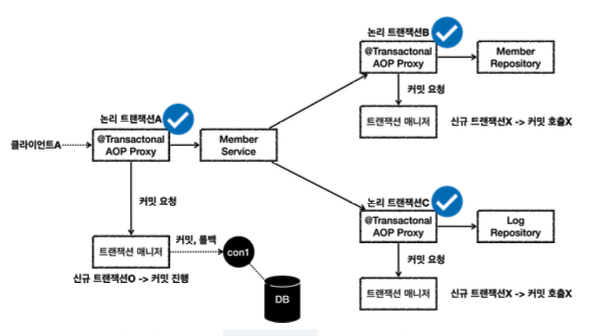 논리 트랜잭션B
@Transactonal
AOP Proxy
Member
Repository
커밋 요청
트랜잭션 매니저
신규 트랜잭션X -> 커밋 호출X
논리 트랜잭션A
클라이언트A
@Transactonal
AOP Proxy
Member
Service
커밋 요청
트랜잭션 매니저
커밋, 롤백
con1
신규 트랜잭션O -> 커밋 진행
DB
논리 트랜잭션C
@Transactonal
AOP Proxy
Log
Repository
커밋 요청
트랜잭션 매니저
신규 트랜잭션X -> 커밋 호출X